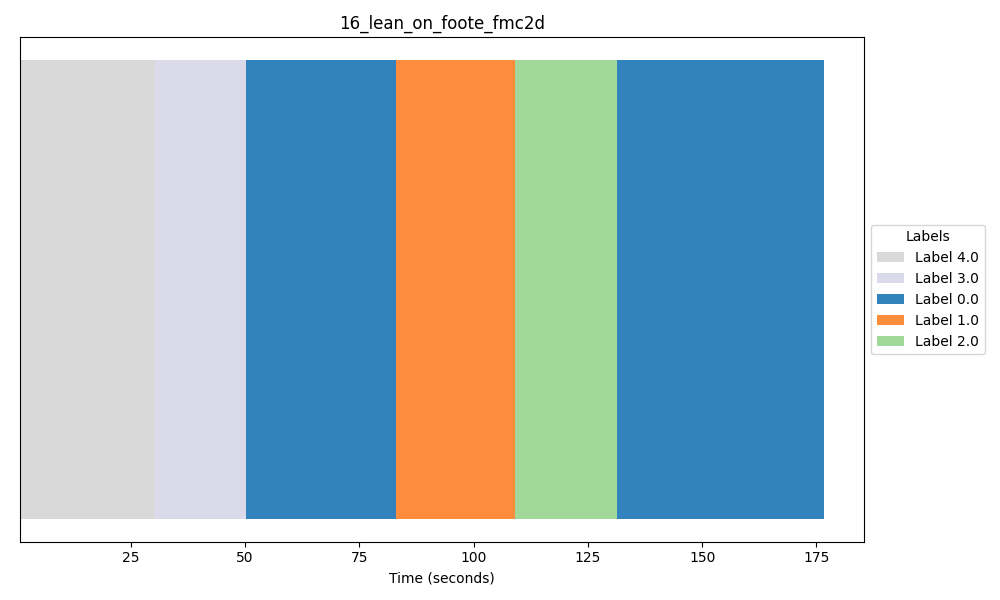 16_lean_on_foote_fmc2d
Labels
Label 4.0
Label 3.0
Label 0.0
Label 1.0
Label 2.0
25 50 75 100 125 150 175
Time (seconds)